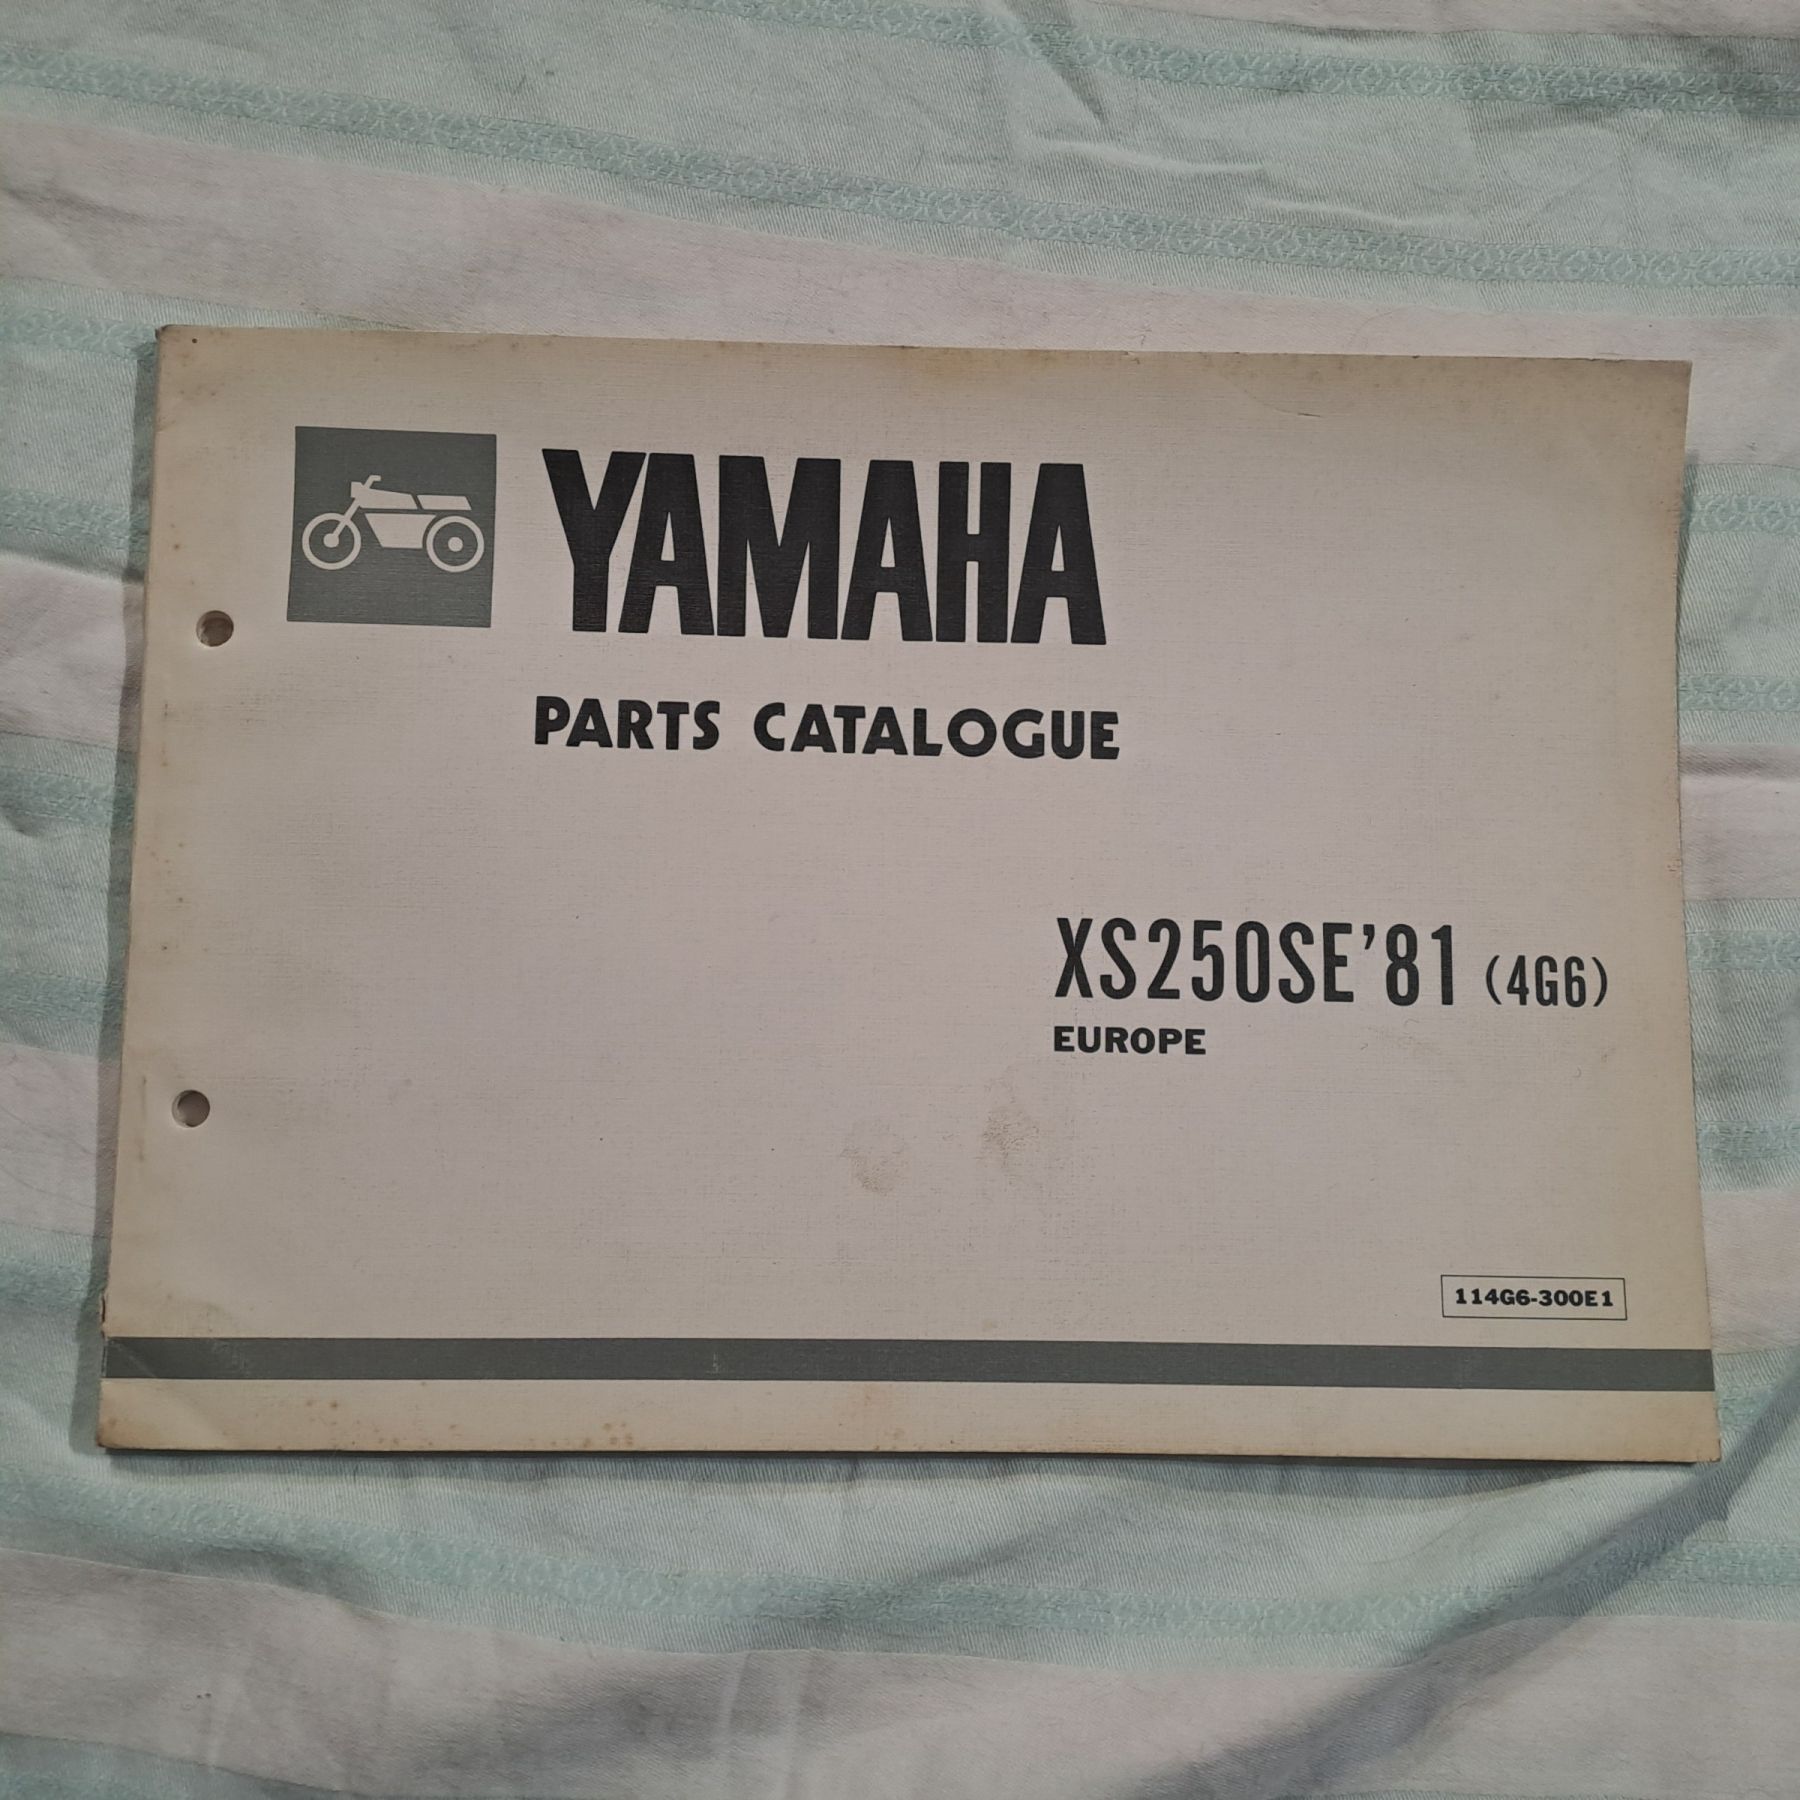 YAMAHA
PARTS CATALOGUE
XS250SE'81 (4G6)
EUROPE
114G6-300E1